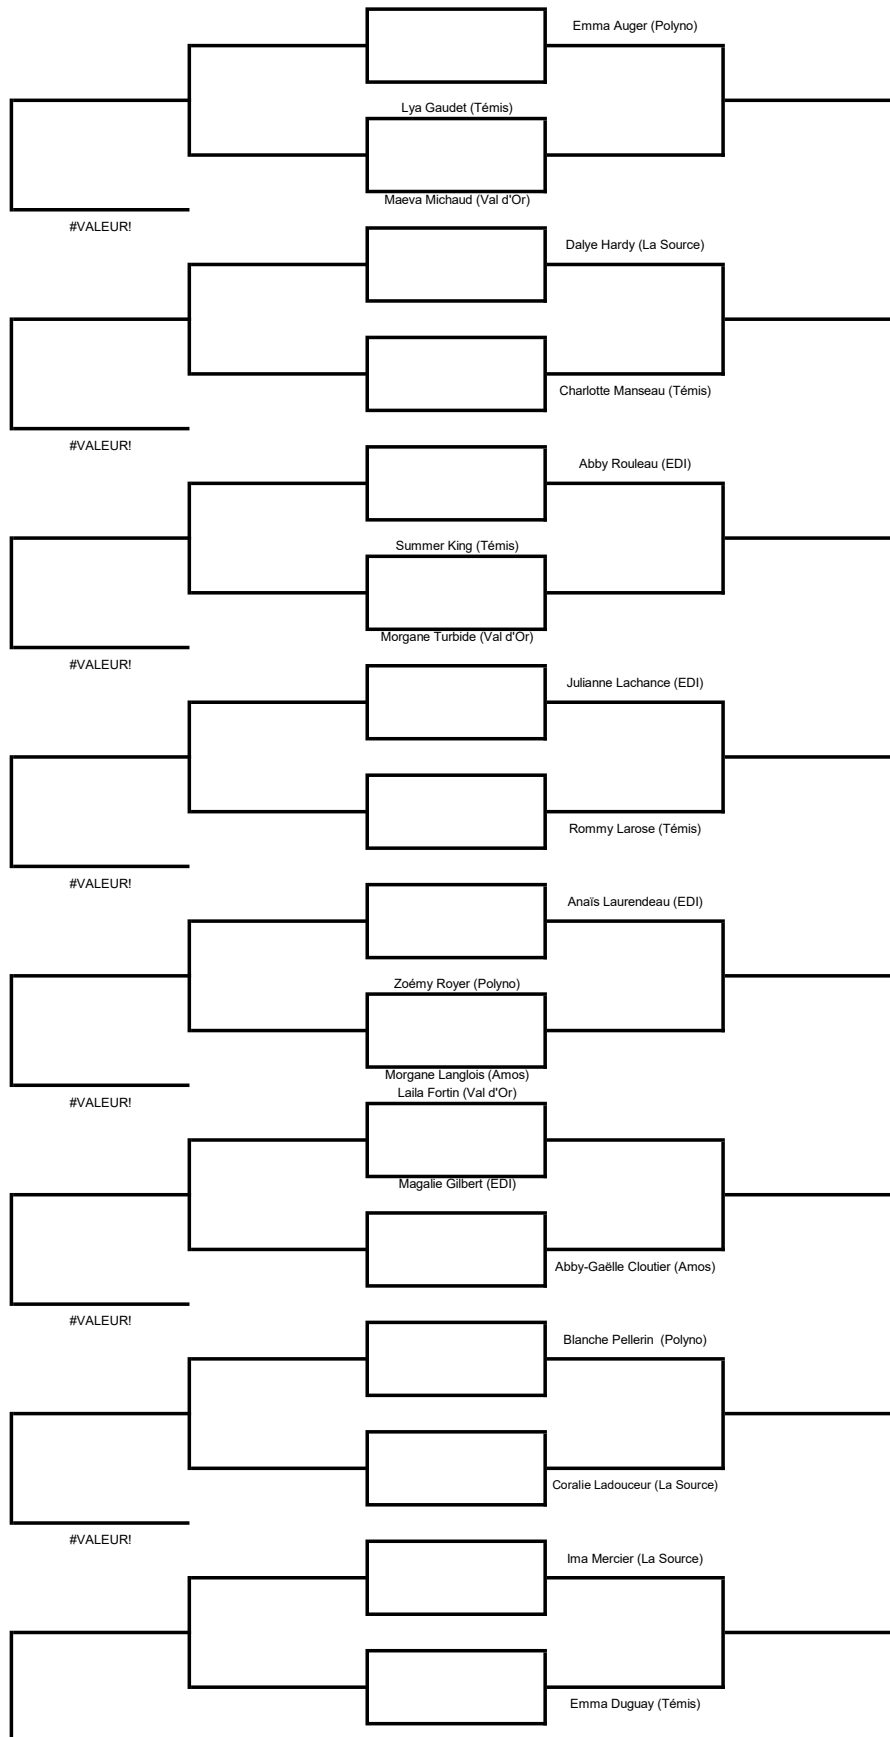 Emma Auger (Polyno)
Lya Gaudet (Témis)
Maeva Michaud (Val d'Or)
#VALEUR!
Dalye Hardy (La Source)
Charlotte Manseau (Témis)
#VALEUR!
Abby Rouleau (EDI)
Summer King (Témis)
Morgane Turbide (Val d'Or)
#VALEUR!
Julianne Lachance (EDI)
Rommy Larose (Témis)
#VALEUR!
Anaïs Laurendeau (EDI)
Zoémy Royer (Polyno)
Morgane Langlois (Amos)
Laila Fortin (Val d'Or)
#VALEUR!
Magalie Gilbert (EDI)
Abby-Gaëlle Cloutier (Amos)
#VALEUR!
Blanche Pellerin  (Polyno)
Coralie Ladouceur (La Source)
#VALEUR!
Ima Mercier (La Source)
Emma Duguay (Témis)